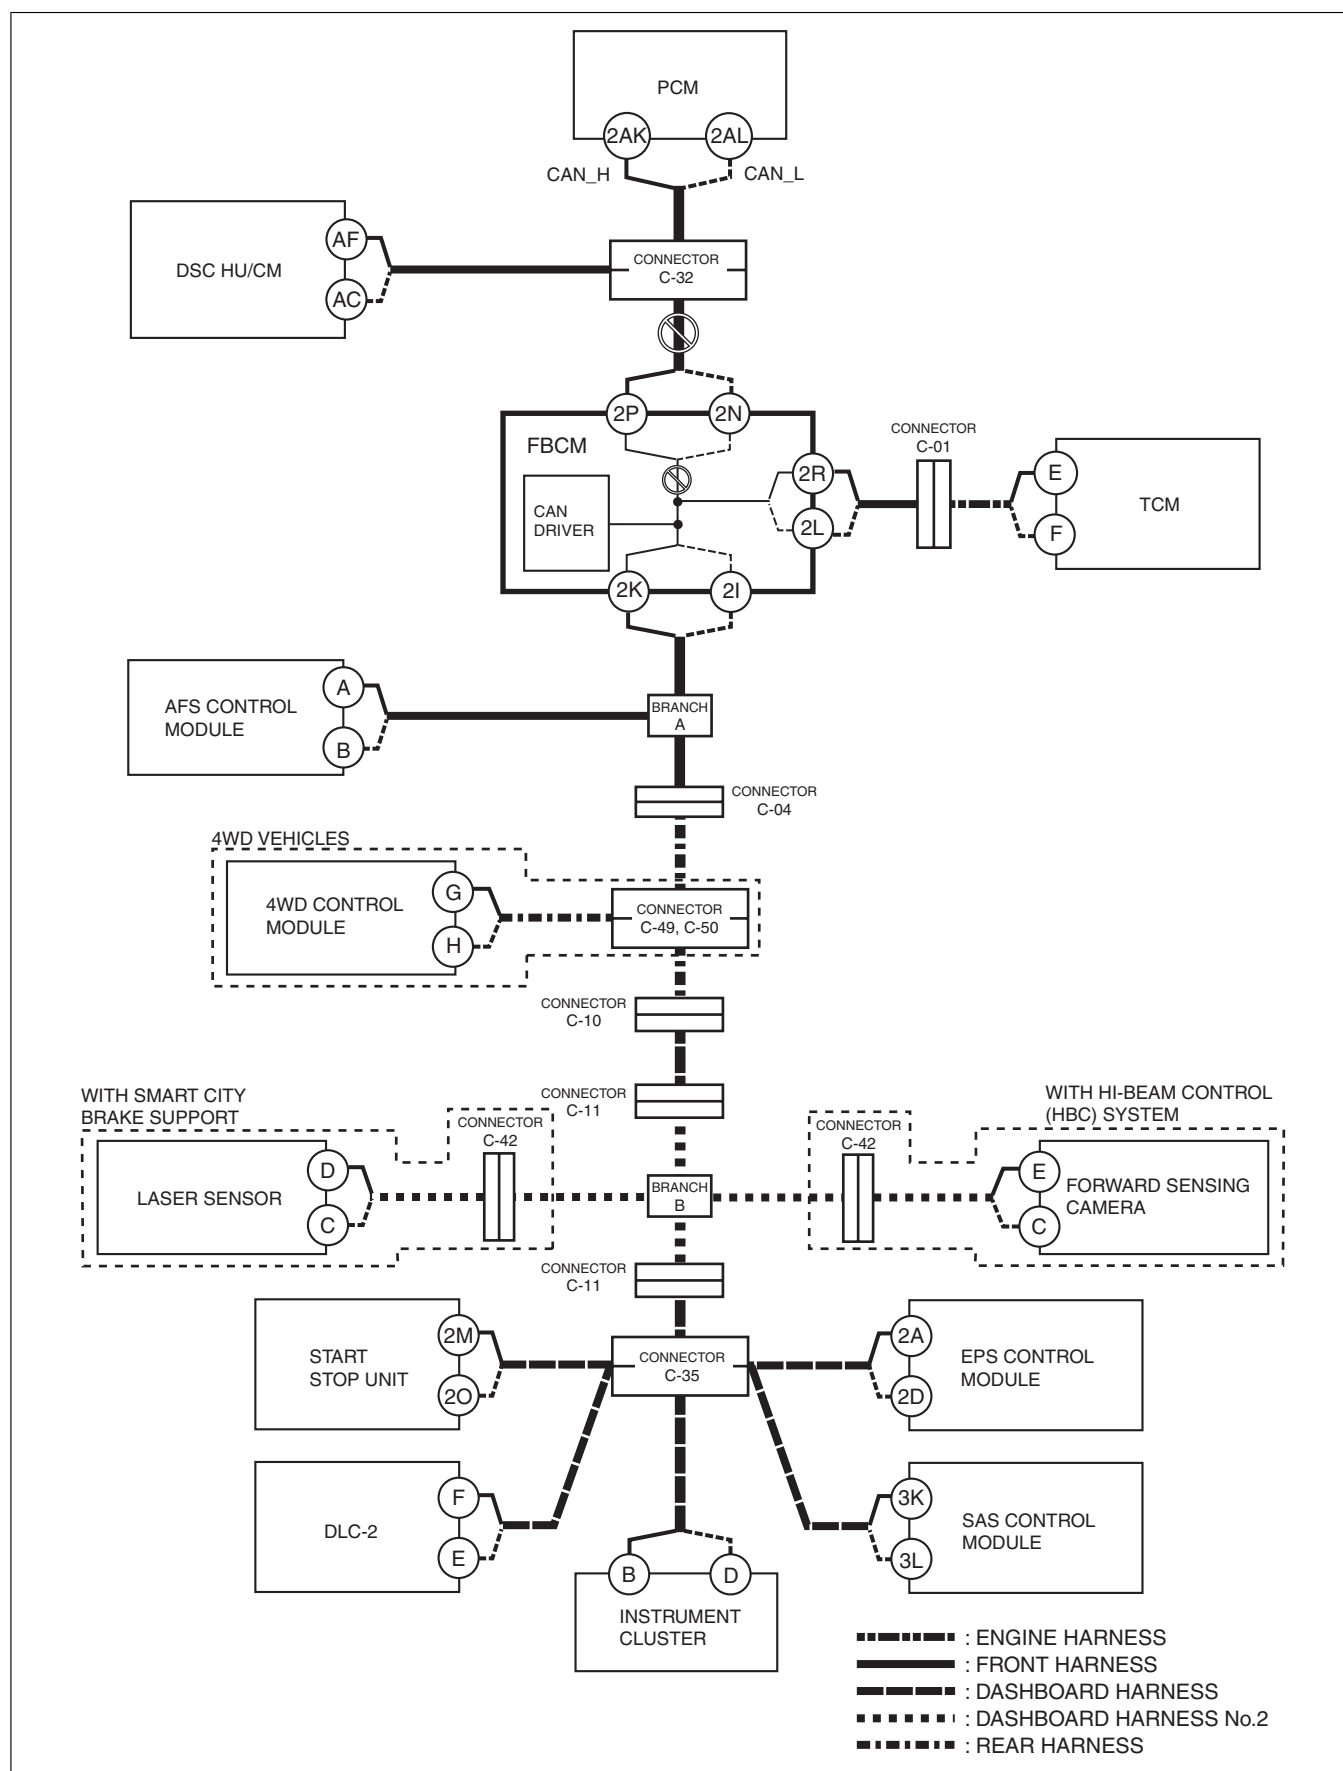 PCM
2AK
2AL
CAN_H
CAN_L
AF
DSC HU/CM
AC
CONNECTOR
C-32
2P
2N
FBCM
CONNECTOR
C-01
2R
E
CAN
DRIVER
TCM
2L
F
2K
2I
A
AFS CONTROL
MODULE
B
BRANCH
A
CONNECTOR
C-04
4WD VEHICLES
G
4WD CONTROL
MODULE
H
CONNECTOR
C-49, C-50
CONNECTOR
C-10
WITH SMART CITY
BRAKE SUPPORT
CONNECTOR
C-11
WITH HI-BEAM CONTROL
(HBC) SYSTEM
CONNECTOR
C-42
CONNECTOR
C-42
D
LASER SENSOR
C
BRANCH
B
E
FORWARD SENSING
CAMERA
C
CONNECTOR
C-11
2M
START
STOP UNIT
2O
CONNECTOR
C-35
2A
EPS CONTROL
MODULE
2D
F
DLC-2
E
3K
SAS CONTROL
MODULE
3L
B
D
INSTRUMENT
CLUSTER
: ENGINE HARNESS
: FRONT HARNESS
: DASHBOARD HARNESS
: DASHBOARD HARNESS No.2
: REAR HARNESS